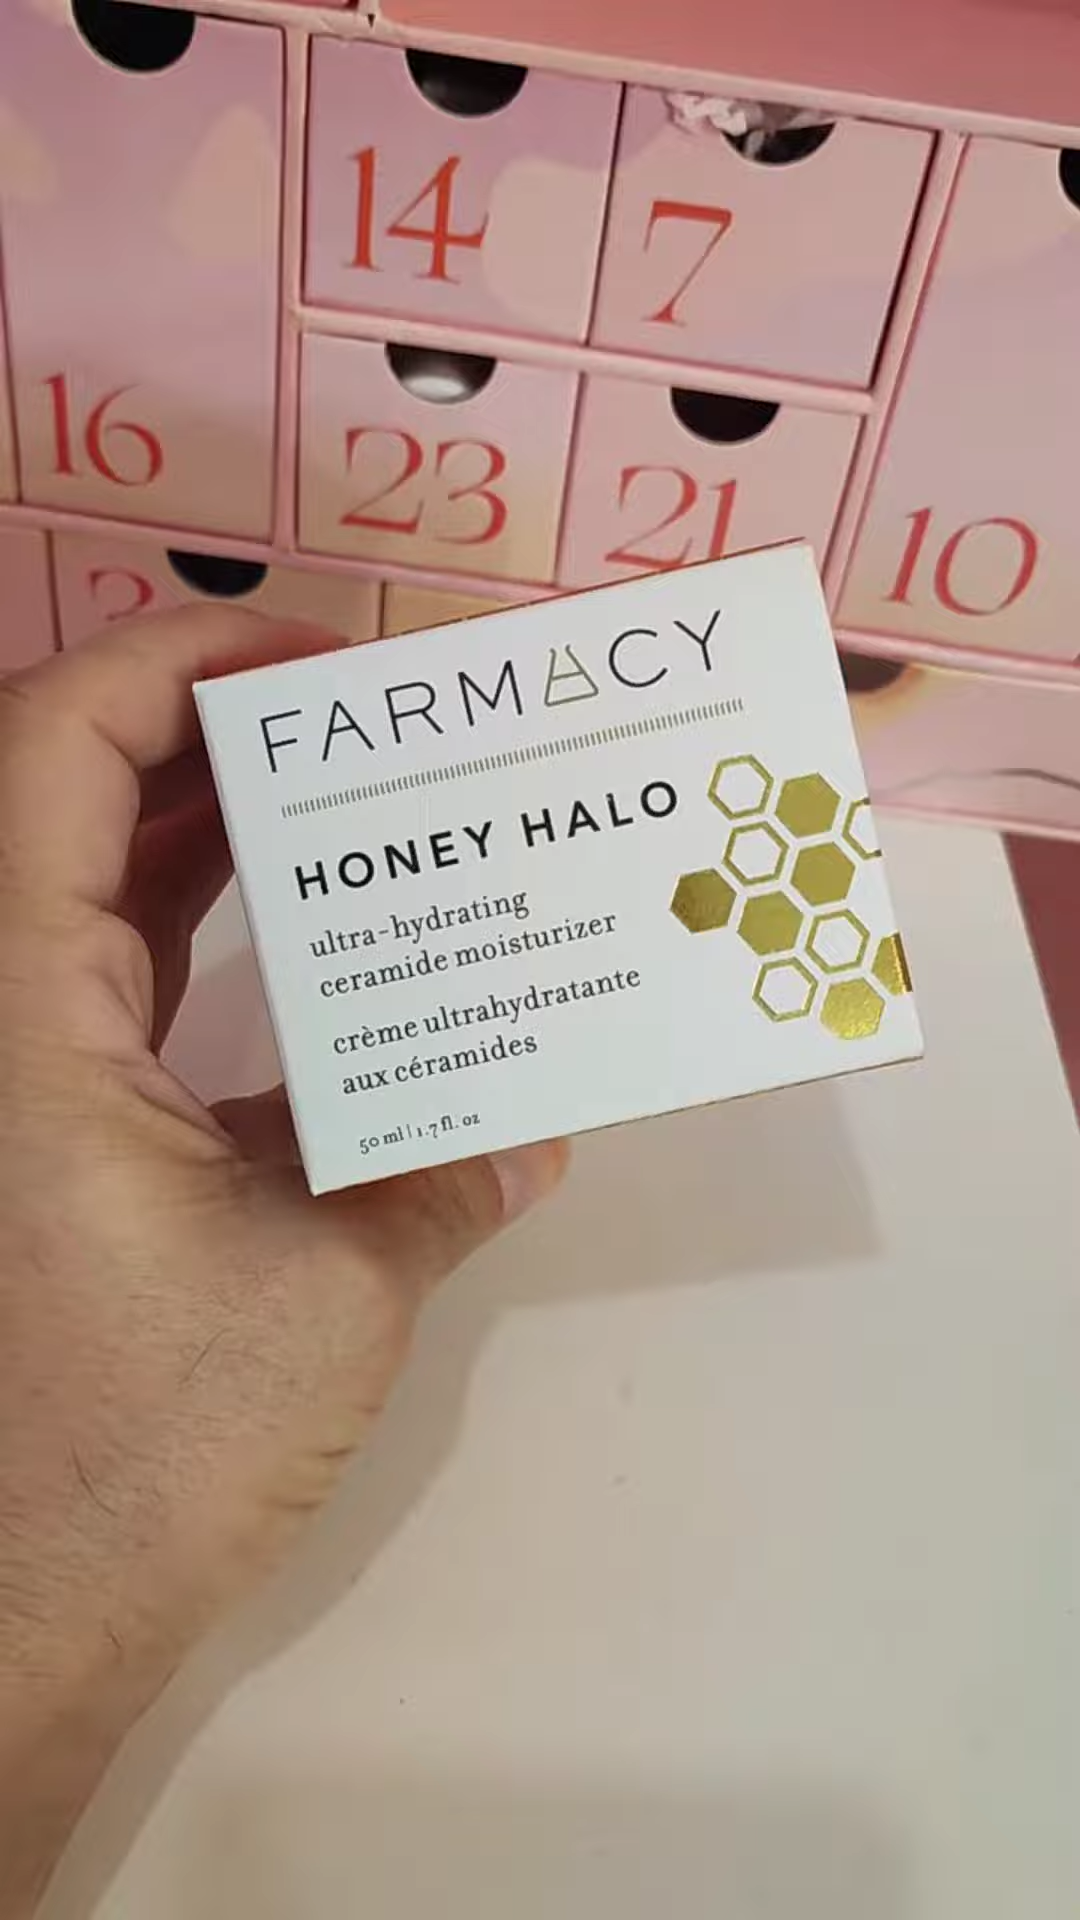 14
7
16
23
21
10
2
FARMACY
HONEY HALO
ultra-hydrating
ceramide moisturizer
crème ultrahydratante
aux céramides
50 ml | 1.7 fl. oz